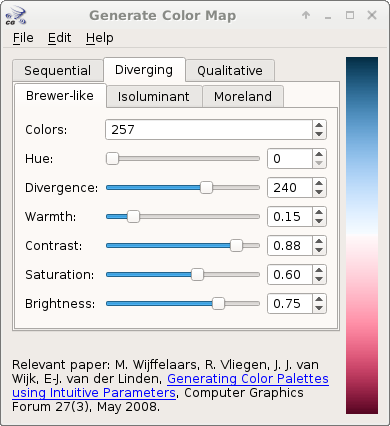 Generate Color Map
File Edit Help
Sequential Diverging Qualitative
Brewer-like Isoluminant Moreland
Colors: 257
Hue: 0
Divergence: 240
Warmth: 0.15
Contrast: 0.88
Saturation: 0.60
Brightness: 0.75
Relevant paper: M. Wijffelaars, R. Vliegen, J. J. van
Wijk, E-J. van der Linden, Generating Color Palettes
using Intuitive Parameters, Computer Graphics
Forum 27(3), May 2008.